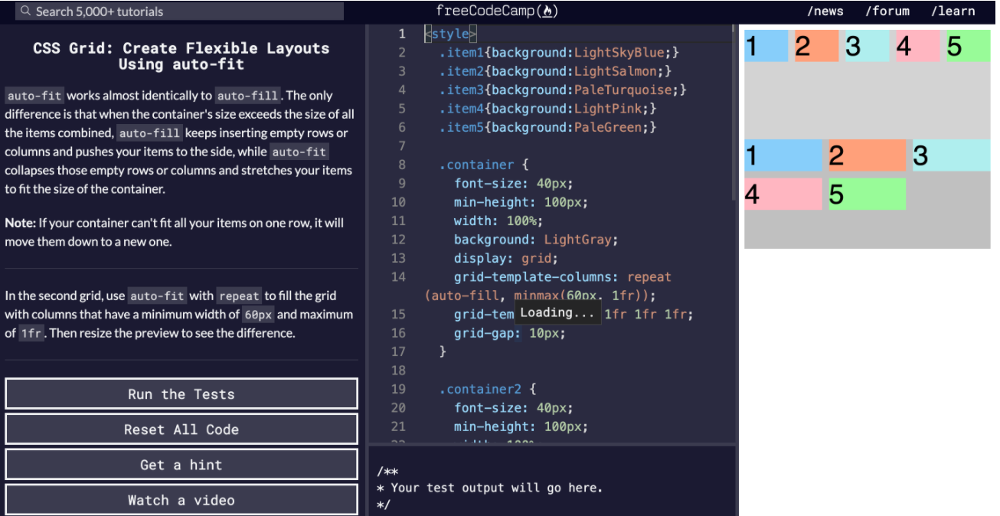 Search 5,000+ tutorials
freeCodeCamp
/news /forum /learn
CSS Grid: Create Flexible Layouts
Using auto-fit
auto-fit works almost identically to auto-fill. The only
difference is that when the container's size exceeds the size of all
the items combined, auto-fill keeps inserting empty rows or
columns and pushes your items to the side, while auto-fit
collapses those empty rows or columns and stretches your items
to fit the size of the container.
Note: If your container can't fit all your items on one row, it will
move them down to a new one.
In the second grid, use auto-fit with repeat to fill the grid
with columns that have a minimum width of 60px and maximum
of 1fr. Then resize the preview to see the difference.
Run the Tests
Reset All Code
Get a hint
Watch a video
1 <style>
2 .item1{background:LightSkyBlue;}
3 .item2{background:LightSalmon;}
4 .item3{background:PaleTurquoise;}
5 .item4{background:LightPink;}
6 .item5{background:PaleGreen;}
7
8 .container {
9 font-size: 40px;
10 min-height: 100px;
11 width: 100%;
12 background: LightGray;
13 display: grid;
14 grid-template-columns: repeat
(auto-fill, minmax(60px, 1fr));
15 grid-tem 1fr 1fr 1fr;
Loading...
16 grid-gap: 10px;
17 }
18
19 .container2 {
20 font-size: 40px;
21 min-height: 100px;
/**
* Your test output will go here.
*/
1 2 3 4 5
1 2 3
4 5